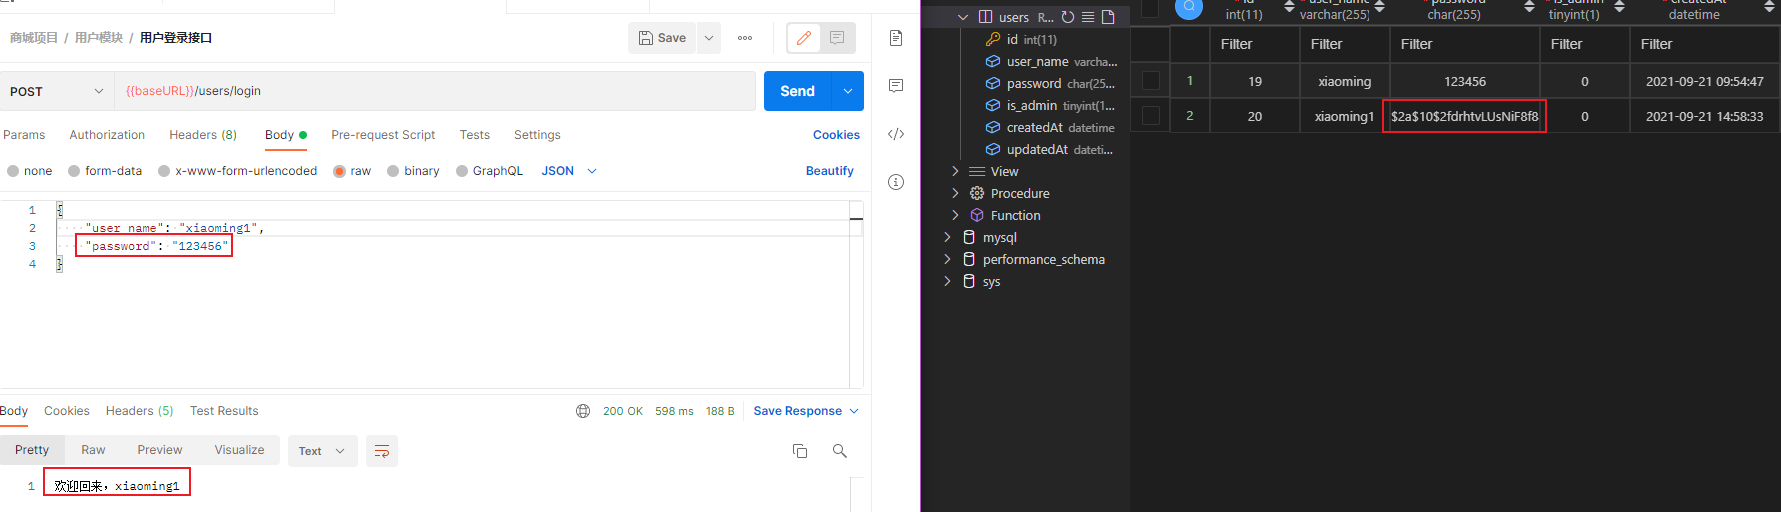 商城项目 / 用户模块 / 用户登录接口
Save
POST
{{baseURL}}/users/login
Send
Params
Authorization
Headers (8)
Body
Pre-request Script
Tests
Settings
Cookies
none
form-data
x-www-form-urlencoded
raw
binary
GraphQL
JSON
Beautify
1 {
2 "user_name": "xiaoming1",
3 "password": "123456"
4 }
Body
Cookies
Headers (5)
Test Results
200 OK
598 ms
188 B
Save Response
Pretty
Raw
Preview
Visualize
Text
1 欢迎回来，xiaoming1
users R...
id int(11)
user_name varcha...
password char(25...
is_admin tinyint(1...
createdAt datetime
updatedAt dateti...
View
Procedure
Function
mysql
performance_schema
sys
id
user_name
password
is_admin
createdAt
int(11)
varchar(255)
char(255)
tinyint(1)
datetime
Filter
Filter
Filter
Filter
Filter
1 19 xiaoming 123456 0 2021-09-21 09:54:47
2 20 xiaoming1 $2a$10$2fdrhtvLUsNiF8f8 0 2021-09-21 14:58:33